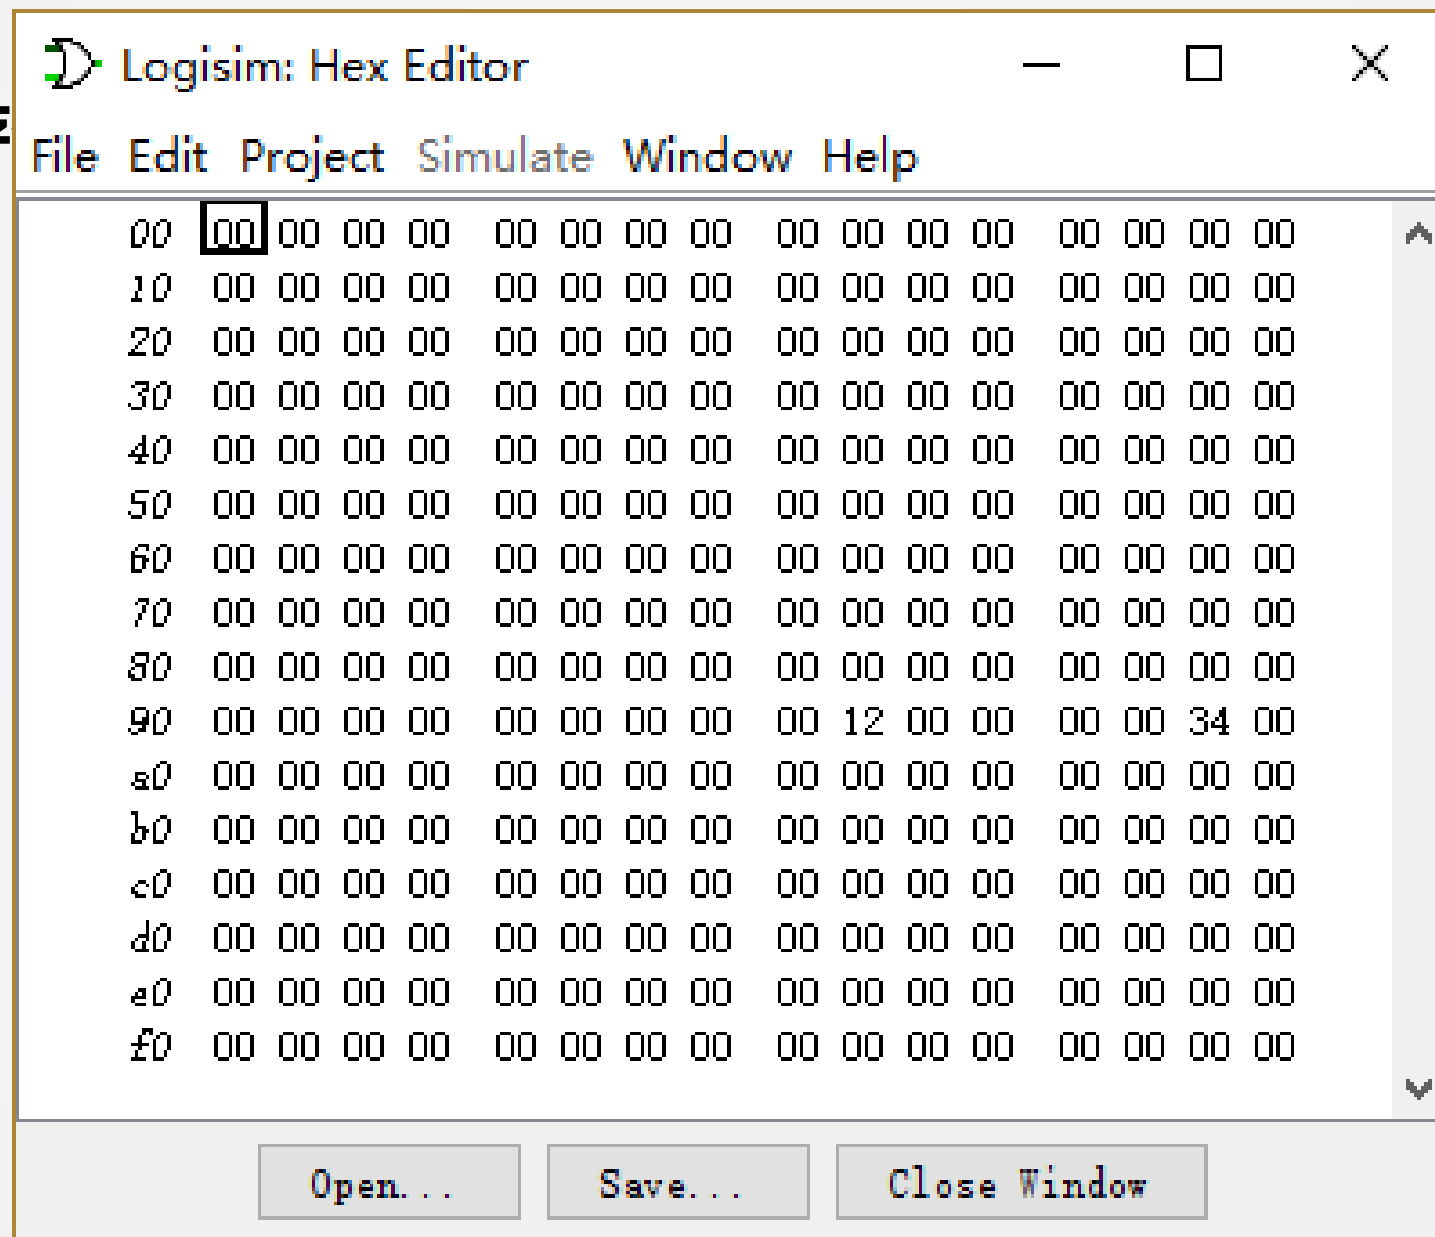 Logisim: Hex Editor
File Edit Project Simulate Window Help
00 00 00 00 00 00 00 00 00 00 00 00 00 00 00 00 00
10 00 00 00 00 00 00 00 00 00 00 00 00 00 00 00 00
20 00 00 00 00 00 00 00 00 00 00 00 00 00 00 00 00
30 00 00 00 00 00 00 00 00 00 00 00 00 00 00 00 00
40 00 00 00 00 00 00 00 00 00 00 00 00 00 00 00 00
50 00 00 00 00 00 00 00 00 00 00 00 00 00 00 00 00
60 00 00 00 00 00 00 00 00 00 00 00 00 00 00 00 00
70 00 00 00 00 00 00 00 00 00 00 00 00 00 00 00 00
80 00 00 00 00 00 00 00 00 00 00 00 00 00 00 00 00
90 00 00 00 00 00 00 00 00 00 12 00 00 00 00 34 00
a0 00 00 00 00 00 00 00 00 00 00 00 00 00 00 00 00
b0 00 00 00 00 00 00 00 00 00 00 00 00 00 00 00 00
c0 00 00 00 00 00 00 00 00 00 00 00 00 00 00 00 00
d0 00 00 00 00 00 00 00 00 00 00 00 00 00 00 00 00
e0 00 00 00 00 00 00 00 00 00 00 00 00 00 00 00 00
f0 00 00 00 00 00 00 00 00 00 00 00 00 00 00 00 00
Open... Save... Close Window